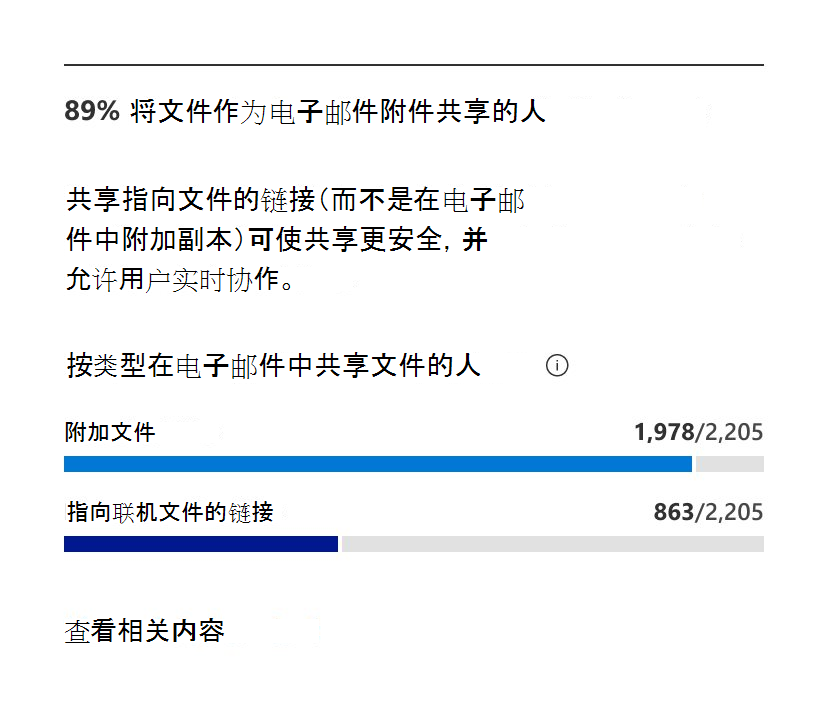 89% 将文件作为电子邮件附件共享的人
共享指向文件的链接(而不是在电子邮
件中附加副本)可使共享更安全, 并
允许用户实时协作。
按类型在电子邮件中共享文件的人
附加文件 1,978/2,205
指向联机文件的链接 863/2,205
查看相关内容